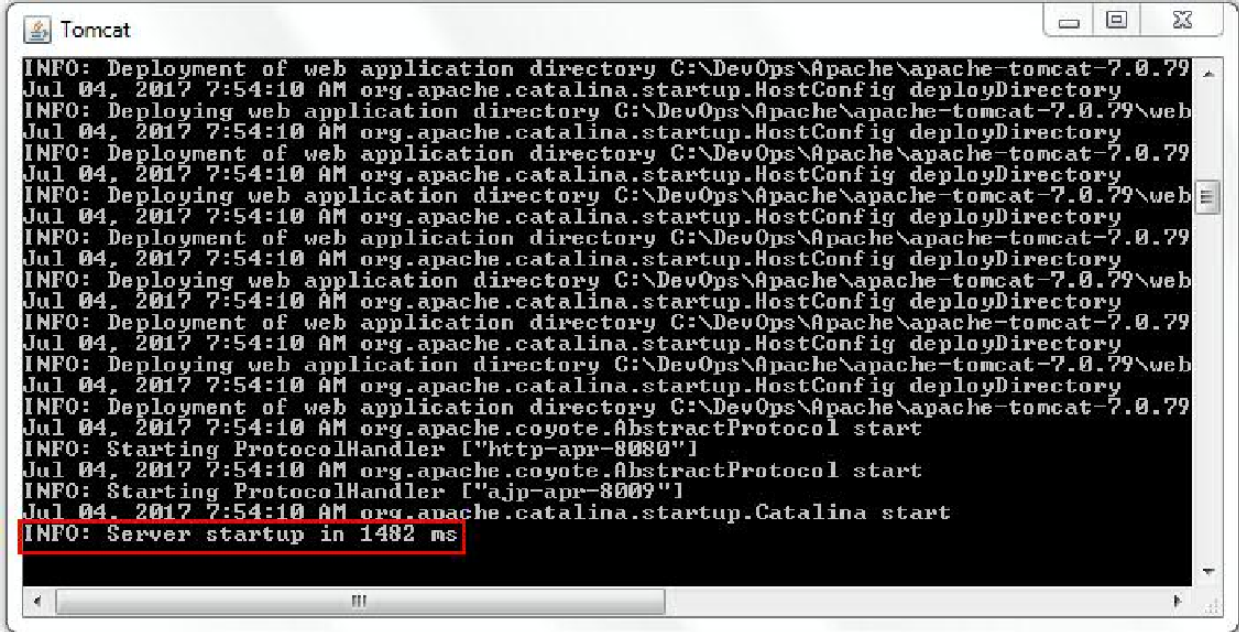 Tomcat
INFO: Deployment of web application directory C:\DevOps\Apache\apache-tomcat-7.0.79
Jul 04, 2017 7:54:10 AM org.apache.catalina.startup.HostConfig deployDirectory
INFO: Deploying web application directory C:\DevOps\Apache\apache-tomcat-7.0.79\web
Jul 04, 2017 7:54:10 AM org.apache.catalina.startup.HostConfig deployDirectory
INFO: Deployment of web application directory C:\DevOps\Apache\apache-tomcat-7.0.79
Jul 04, 2017 7:54:10 AM org.apache.catalina.startup.HostConfig deployDirectory
INFO: Deploying web application directory C:\DevOps\Apache\apache-tomcat-7.0.79\web
Jul 04, 2017 7:54:10 AM org.apache.catalina.startup.HostConfig deployDirectory
INFO: Deployment of web application directory C:\DevOps\Apache\apache-tomcat-7.0.79
Jul 04, 2017 7:54:10 AM org.apache.catalina.startup.HostConfig deployDirectory
INFO: Deploying web application directory C:\DevOps\Apache\apache-tomcat-7.0.79\web
Jul 04, 2017 7:54:10 AM org.apache.catalina.startup.HostConfig deployDirectory
INFO: Deployment of web application directory C:\DevOps\Apache\apache-tomcat-7.0.79
Jul 04, 2017 7:54:10 AM org.apache.catalina.startup.HostConfig deployDirectory
INFO: Deploying web application directory C:\DevOps\Apache\apache-tomcat-7.0.79\web
Jul 04, 2017 7:54:10 AM org.apache.catalina.startup.HostConfig deployDirectory
INFO: Deployment of web application directory C:\DevOps\Apache\apache-tomcat-7.0.79
Jul 04, 2017 7:54:10 AM org.apache.coyote.AbstractProtocol start
INFO: Starting ProtocolHandler ["http-apr-8080"]
Jul 04, 2017 7:54:10 AM org.apache.coyote.AbstractProtocol start
INFO: Starting ProtocolHandler ["ajp-apr-8009"]
Jul 04, 2017 7:54:10 AM org.apache.catalina.startup.Catalina start
INFO: Server startup in 1482 ms